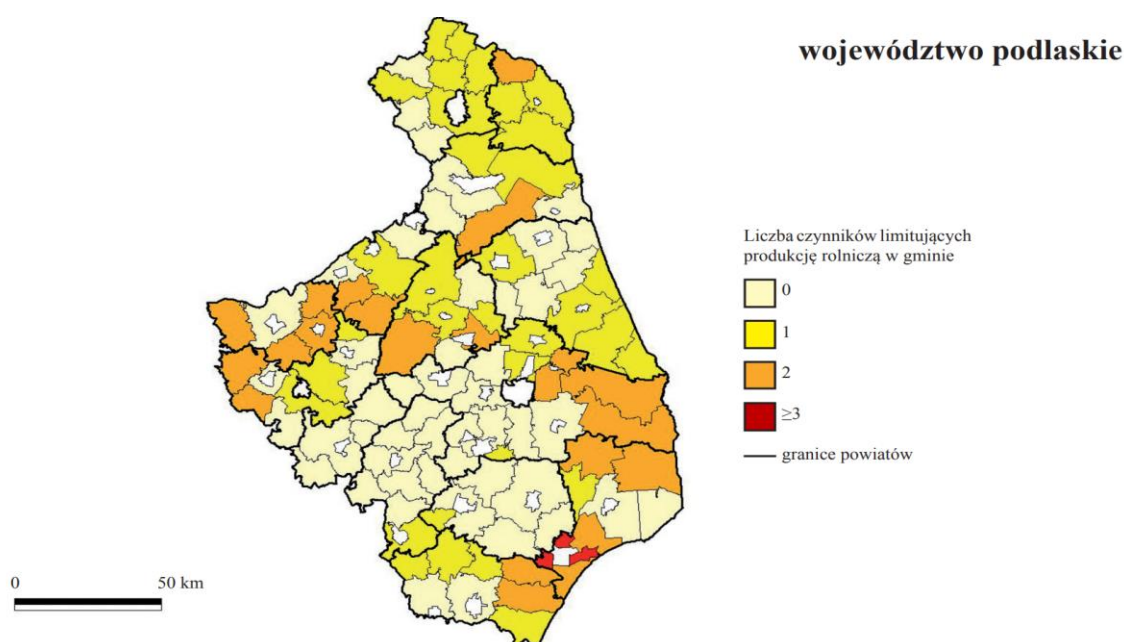 województwo podlaskie
Liczba czynników limitujących
produkcję rolniczą w gminie
0
1
2
≥3
granice powiatów
0 50 km